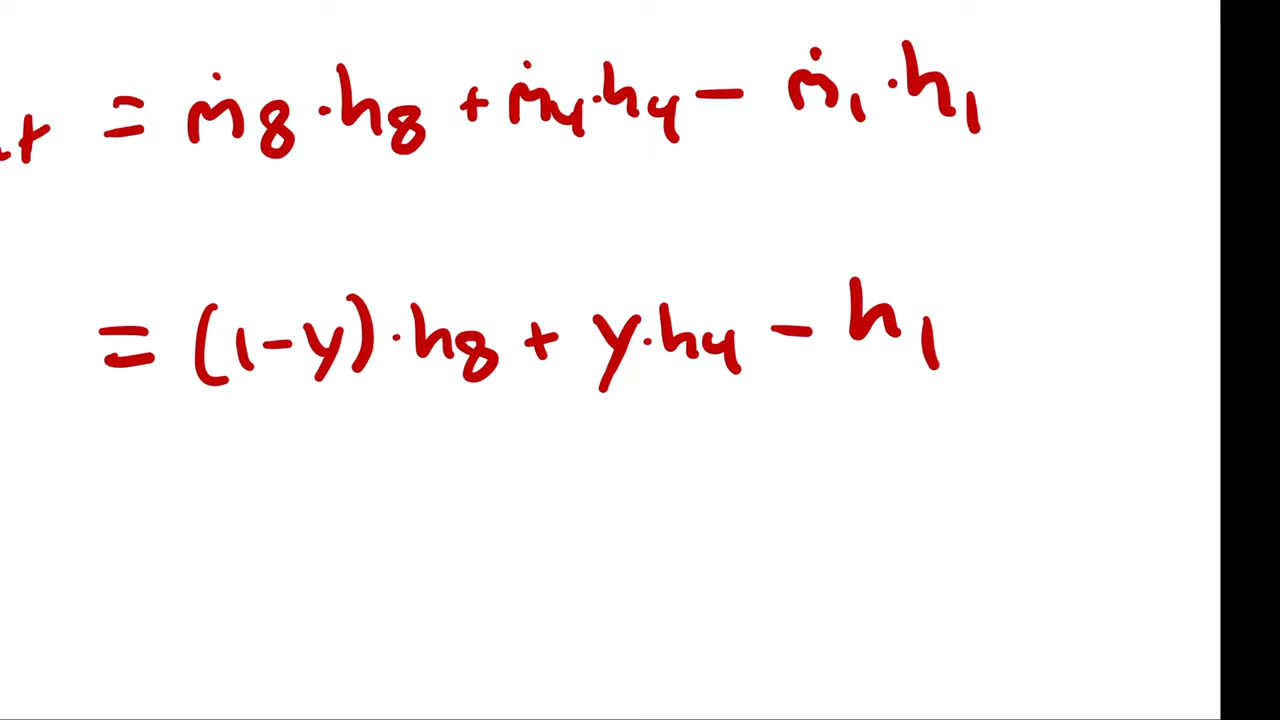 = ṁ8 · h8 + ṁ4 · h4 − ṁ1 · h1
= (1−y) · h8 + y · h4 − h1